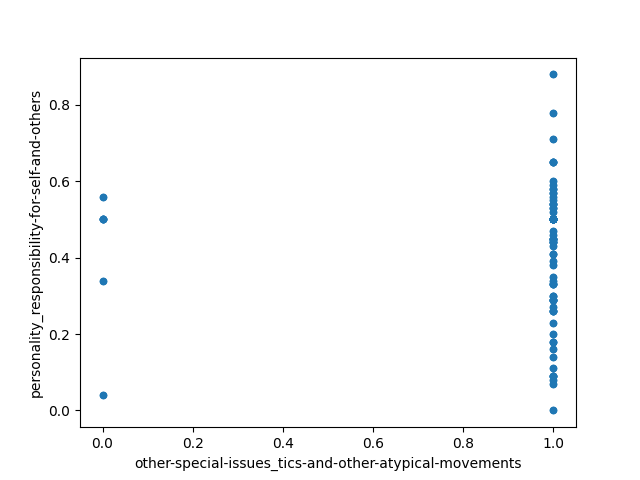 0.8
0.6
0.4
0.2
0.0
personality_responsibility-for-self-and-others
0.0 0.2 0.4 0.6 0.8 1.0
other-special-issues_tics-and-other-atypical-movements